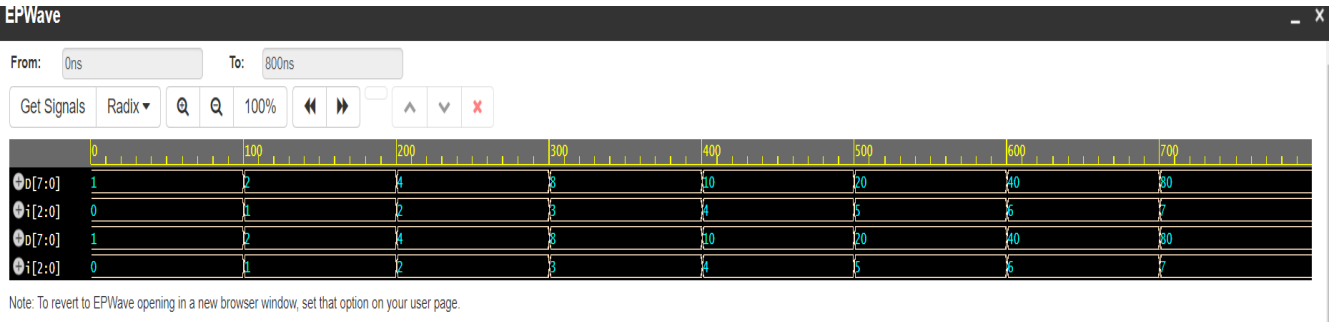 EPWave
From: 0ns To: 800ns
Get Signals Radix 100%
0 100 200 300 400 500 600 700
D[7:0] 1 2 4 8 10 20 40 80
i[2:0] 0 1 2 3 4 5 6 7
D[7:0] 1 2 4 8 10 20 40 80
i[2:0] 0 1 2 3 4 5 6 7
Note: To revert to EPWave opening in a new browser window, set that option on your user page.